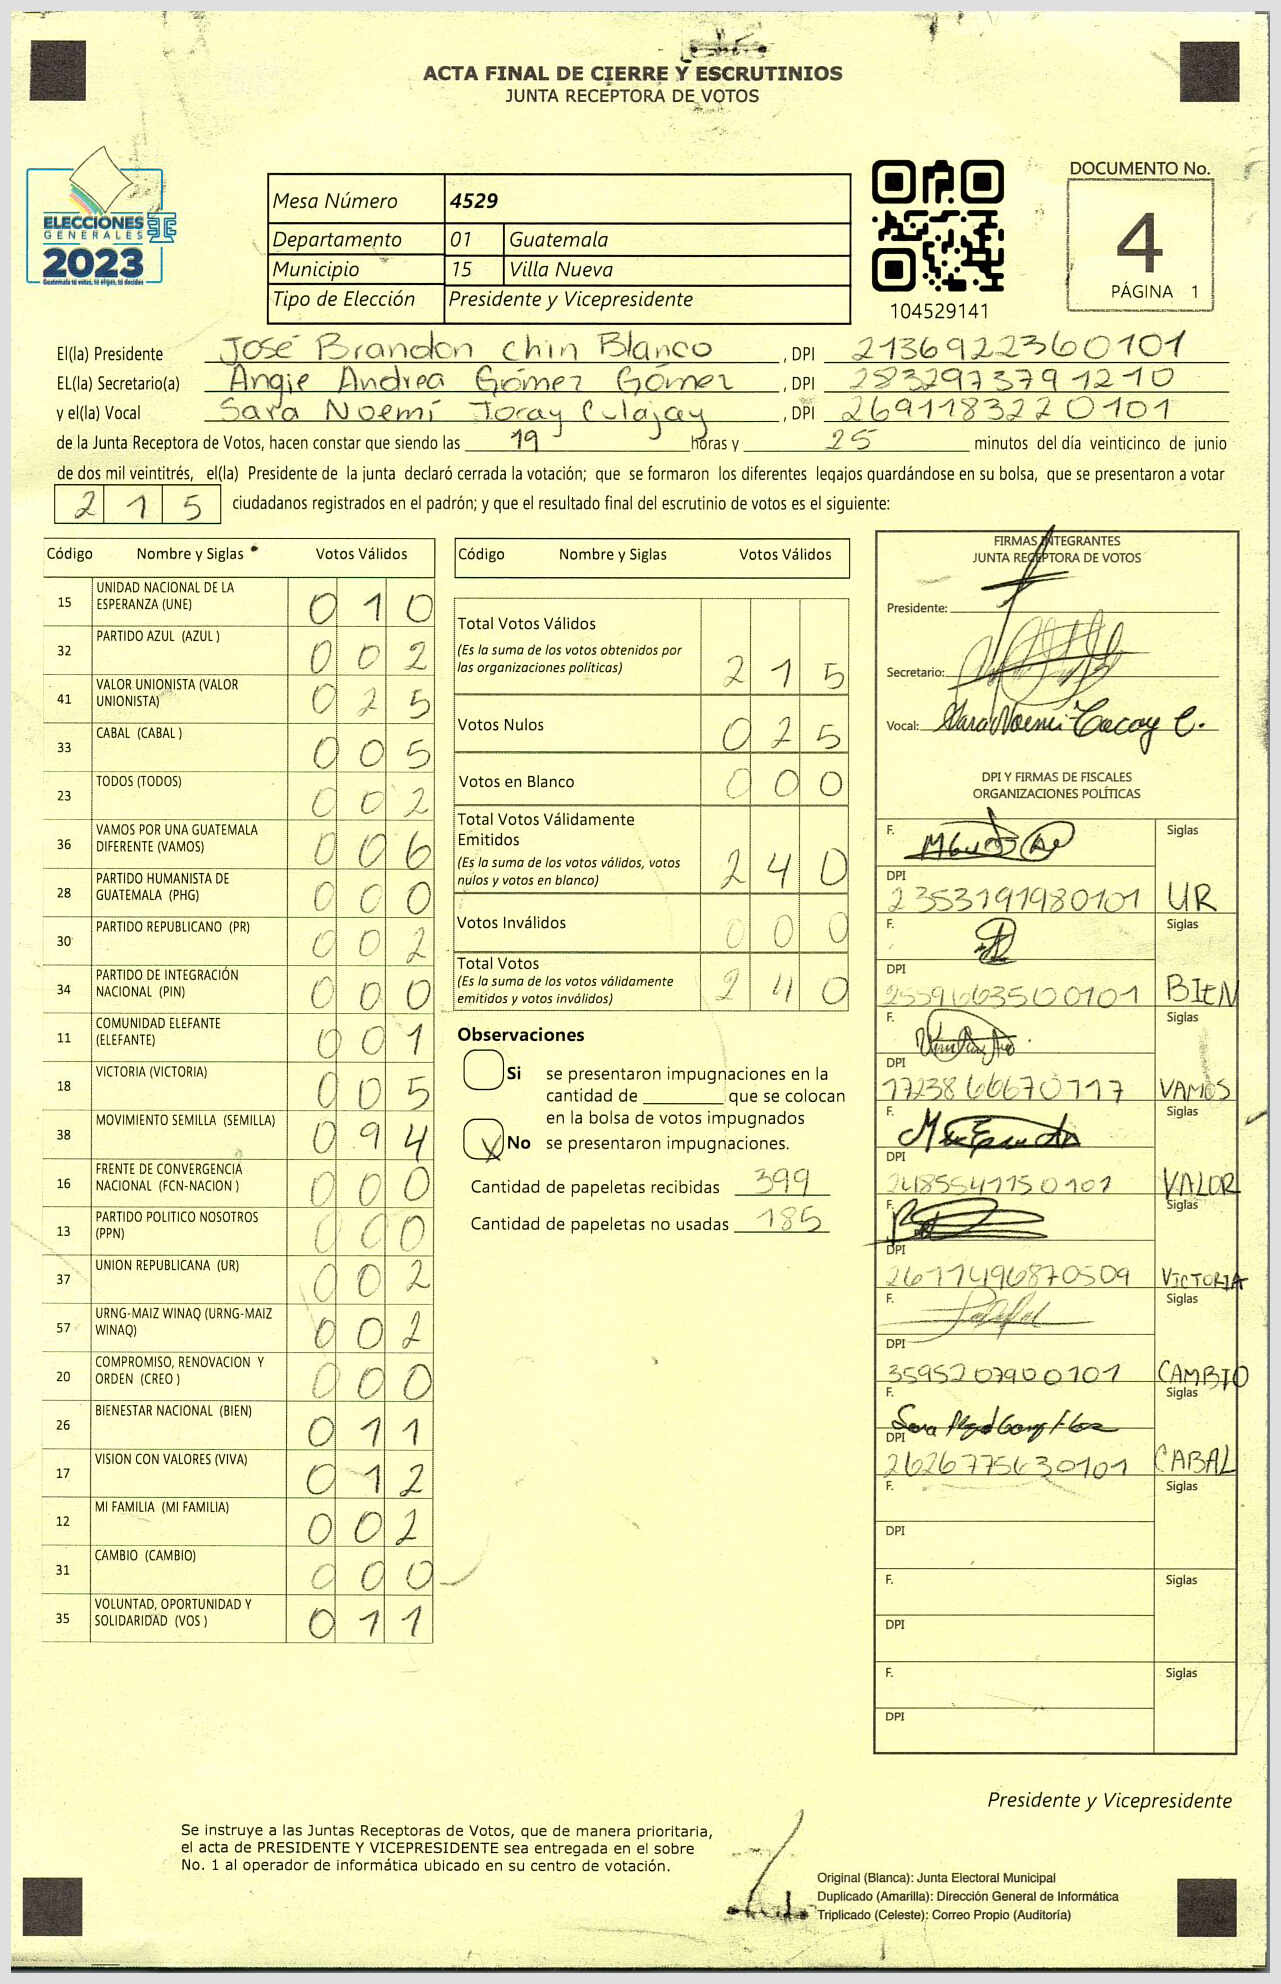 ACTA FINAL DE CIERRE Y ESCRUTINIOS
JUNTA RECEPTORA DE VOTOS
ELECCIONES
GENERALES
2023
Guatemala tú votas, tú eliges, tú decides
Mesa Número 4529
Departamento 01 Guatemala
Municipio 15 Villa Nueva
Tipo de Elección Presidente y Vicepresidente
104529141
DOCUMENTO No.
4
PÁGINA 1
El(la) Presidente José Brandon Chin Blanco , DPI 2136922360101
EL(la) Secretario(a) Angie Andrea Gómez Gómez , DPI 2832973791210
y el(la) Vocal Sara Noemí Tocay Culajay , DPI 2691183220101
de la Junta Receptora de Votos, hacen constar que siendo las 19 horas y 25 minutos del día veinticinco de junio
de dos mil veintitrés, el(la) Presidente de la junta declaró cerrada la votación; que se formaron los diferentes legajos guardándose en su bolsa, que se presentaron a votar
2 1 5 ciudadanos registrados en el padrón; y que el resultado final del escrutinio de votos es el siguiente:
Código Nombre y Siglas Votos Válidos
15 UNIDAD NACIONAL DE LA ESPERANZA (UNE) 0 1 0
32 PARTIDO AZUL (AZUL ) 0 0 2
41 VALOR UNIONISTA (VALOR UNIONISTA) 0 2 5
33 CABAL (CABAL ) 0 0 5
23 TODOS (TODOS) 0 0 2
36 VAMOS POR UNA GUATEMALA DIFERENTE (VAMOS) 0 0 6
28 PARTIDO HUMANISTA DE GUATEMALA (PHG) 0 0 0
30 PARTIDO REPUBLICANO (PR) 0 0 2
34 PARTIDO DE INTEGRACIÓN NACIONAL (PIN) 0 0 0
11 COMUNIDAD ELEFANTE (ELEFANTE) 0 0 1
18 VICTORIA (VICTORIA) 0 0 5
38 MOVIMIENTO SEMILLA (SEMILLA) 0 9 4
16 FRENTE DE CONVERGENCIA NACIONAL (FCN-NACION ) 0 0 0
13 PARTIDO POLITICO NOSOTROS (PPN) 0 0 0
37 UNION REPUBLICANA (UR) 0 0 2
57 URNG-MAIZ WINAQ (URNG-MAIZ WINAQ) 0 0 2
20 COMPROMISO, RENOVACION Y ORDEN (CREO ) 0 0 0
26 BIENESTAR NACIONAL (BIEN) 0 1 1
17 VISION CON VALORES (VIVA) 0 1 2
12 MI FAMILIA (MI FAMILIA) 0 0 2
31 CAMBIO (CAMBIO) 0 0 0
35 VOLUNTAD, OPORTUNIDAD Y SOLIDARIDAD (VOS ) 0 1 1
Código Nombre y Siglas Votos Válidos
Total Votos Válidos
(Es la suma de los votos obtenidos por
las organizaciones políticas) 2 1 5
Votos Nulos 0 2 5
Votos en Blanco 0 0 0
Total Votos Válidamente
Emitidos
(Es la suma de los votos válidos, votos
nulos y votos en blanco) 2 4 0
Votos Inválidos 0 0 0
Total Votos
(Es la suma de los votos válidamente
emitidos y votos inválidos) 2 4 0
Observaciones
Si se presentaron impugnaciones en la
cantidad de ________ que se colocan
en la bolsa de votos impugnados
X No se presentaron impugnaciones.
Cantidad de papeletas recibidas 399
Cantidad de papeletas no usadas 185
FIRMAS INTEGRANTES
JUNTA RECEPTORA DE VOTOS
Presidente:
Secretario:
Vocal: Sara Noemi Tocay C.
DPI Y FIRMAS DE FISCALES
ORGANIZACIONES POLÍTICAS
F. Siglas
DPI
2353191980101 UR
F. Siglas
DPI
2559663500101 BIEN
F. Siglas
DPI
1723866670117 VAMOS
F. Siglas
DPI
2485541150101 VALOR
F. Siglas
DPI
2611496870509 VICTORIA
F. Siglas
DPI
3595207900101 CAMBIO
F. Siglas
DPI
2626775630101 CABAL
F. Siglas
DPI
F. Siglas
DPI
F. Siglas
DPI
Presidente y Vicepresidente
Se instruye a las Juntas Receptoras de Votos, que de manera prioritaria,
el acta de PRESIDENTE Y VICEPRESIDENTE sea entregada en el sobre
No. 1 al operador de informática ubicado en su centro de votación.
Original (Blanca): Junta Electoral Municipal
Duplicado (Amarilla): Dirección General de Informática
Triplicado (Celeste): Correo Propio (Auditoría)